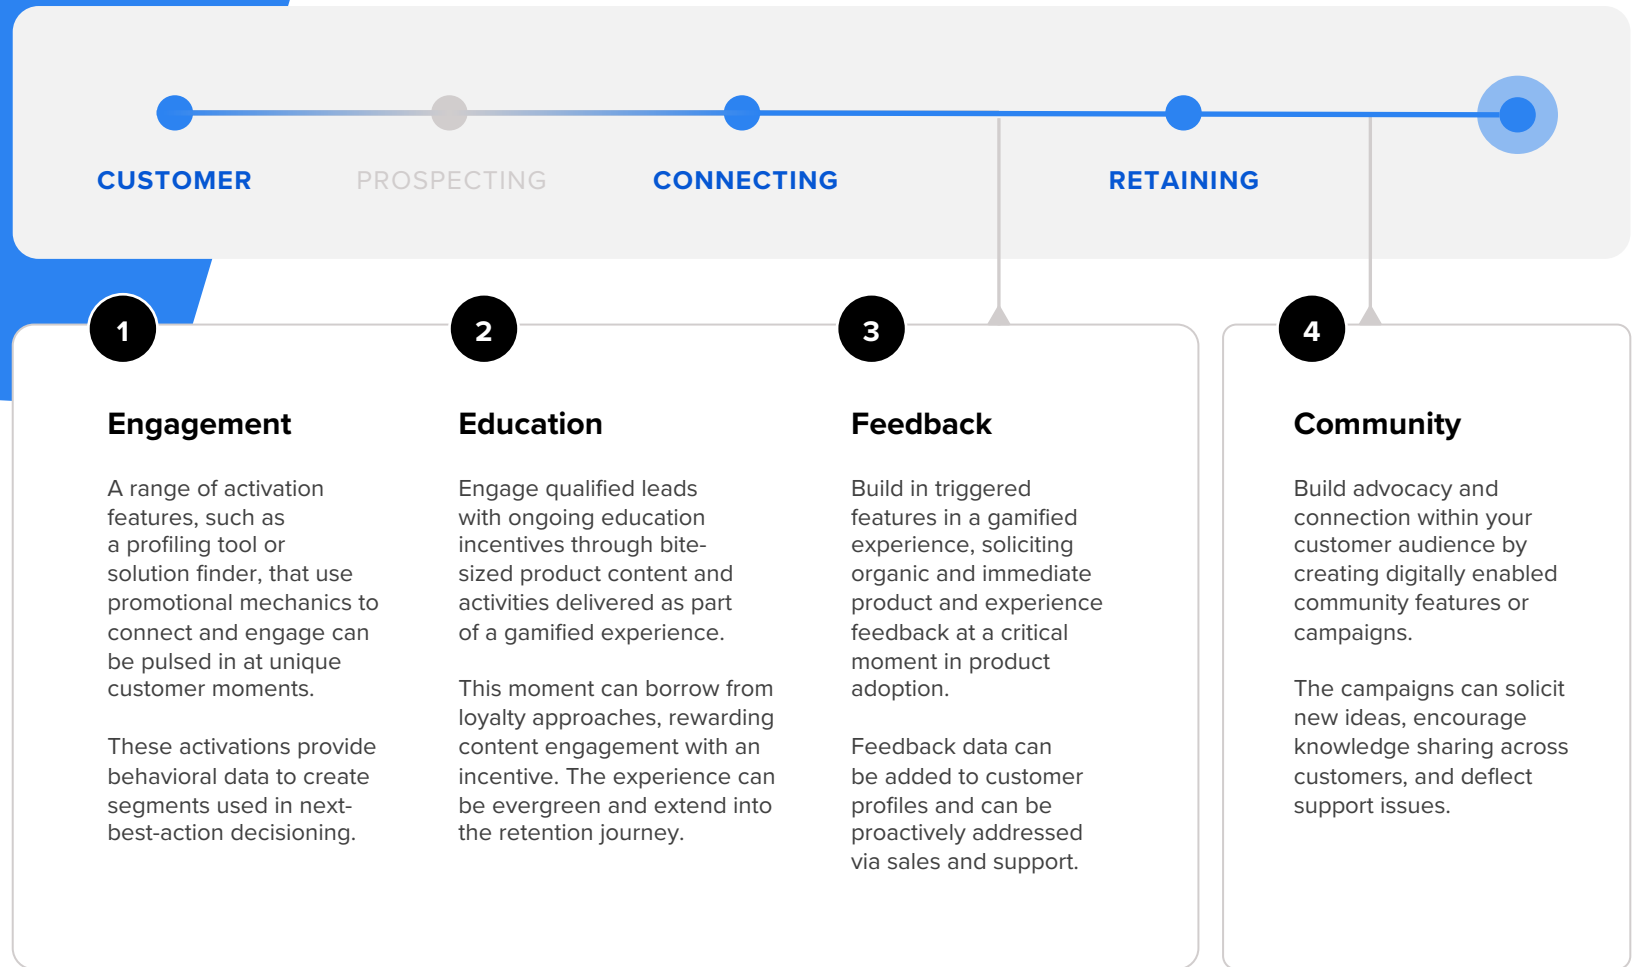 CUSTOMER
PROSPECTING
CONNECTING
RETAINING
1
Engagement
A range of activation
features, such as
a profiling tool or
solution finder, that use
promotional mechanics to
connect and engage can
be pulsed in at unique
customer moments.
These activations provide
behavioral data to create
segments used in next-
best-action decisioning.
2
Education
Engage qualified leads
with ongoing education
incentives through bite-
sized product content and
activities delivered as part
of a gamified experience.
This moment can borrow from
loyalty approaches, rewarding
content engagement with an
incentive. The experience can
be evergreen and extend into
the retention journey.
3
Feedback
Build in triggered
features in a gamified
experience, soliciting
organic and immediate
product and experience
feedback at a critical
moment in product
adoption.
Feedback data can
be added to customer
profiles and can be
proactively addressed
via sales and support.
4
Community
Build advocacy and
connection within your
customer audience by
creating digitally enabled
community features or
campaigns.
The campaigns can solicit
new ideas, encourage
knowledge sharing across
customers, and deflect
support issues.